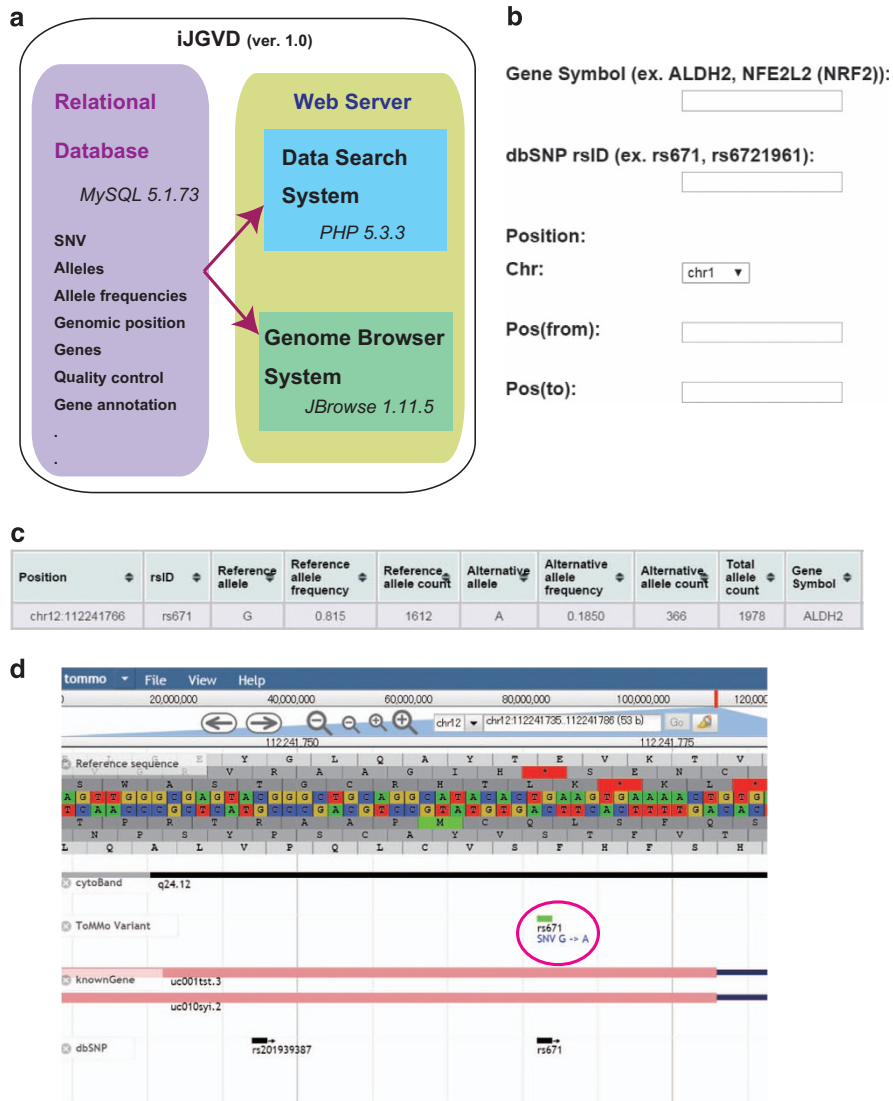 a
iJGVD (ver. 1.0)
Relational
Database
MySQL 5.1.73
SNV
Alleles
Allele frequencies
Genomic position
Genes
Quality control
Gene annotation
.
.
Web Server
Data Search
System
PHP 5.3.3
Genome Browser
System
JBrowse 1.11.5
b
Gene Symbol (ex. ALDH2, NFE2L2 (NRF2)):
dbSNP rsID (ex. rs671, rs6721961):
Position:
Chr: chr1
Pos(from):
Pos(to):
c
Position rsID Reference allele Reference allele frequency Reference allele count Alternative allele Alternative allele frequency Alternative allele count Total allele count Gene Symbol
chr12:112241766 rs671 G 0.815 1612 A 0.1850 366 1978 ALDH2
d
tommo File View Help
20,000,000 40,000,000 60,000,000 80,000,000 100,000,000 120,000
chr12 chr12:112241735..112241786 (53 b) Go
112,241,750 112,241,775
Reference sequence
Y G L Q A Y T E V K T V
V R A A G I H * S E N C
S W A S T G C R H T L K * K L *
A G T T G G G C G A G T A C G G G C T G C A G G C A T A C A C T G A A G T G A A A A C T G T G
T C A A C C C G C T C A T G C C C G A C G T C C G T A T G T G A C T T C A C T T T T G A C A C
T P R T R A A P M C Q L S F Q S
N P S Y P S C A Y V S T F V T
L Q A L V P Q L C V S F H F S H
cytoBand
q24.12
ToMMo Variant
rs671
SNV G -> A
knownGene
uc001tst.3
uc010syi.2
dbSNP
rs201939387
rs671